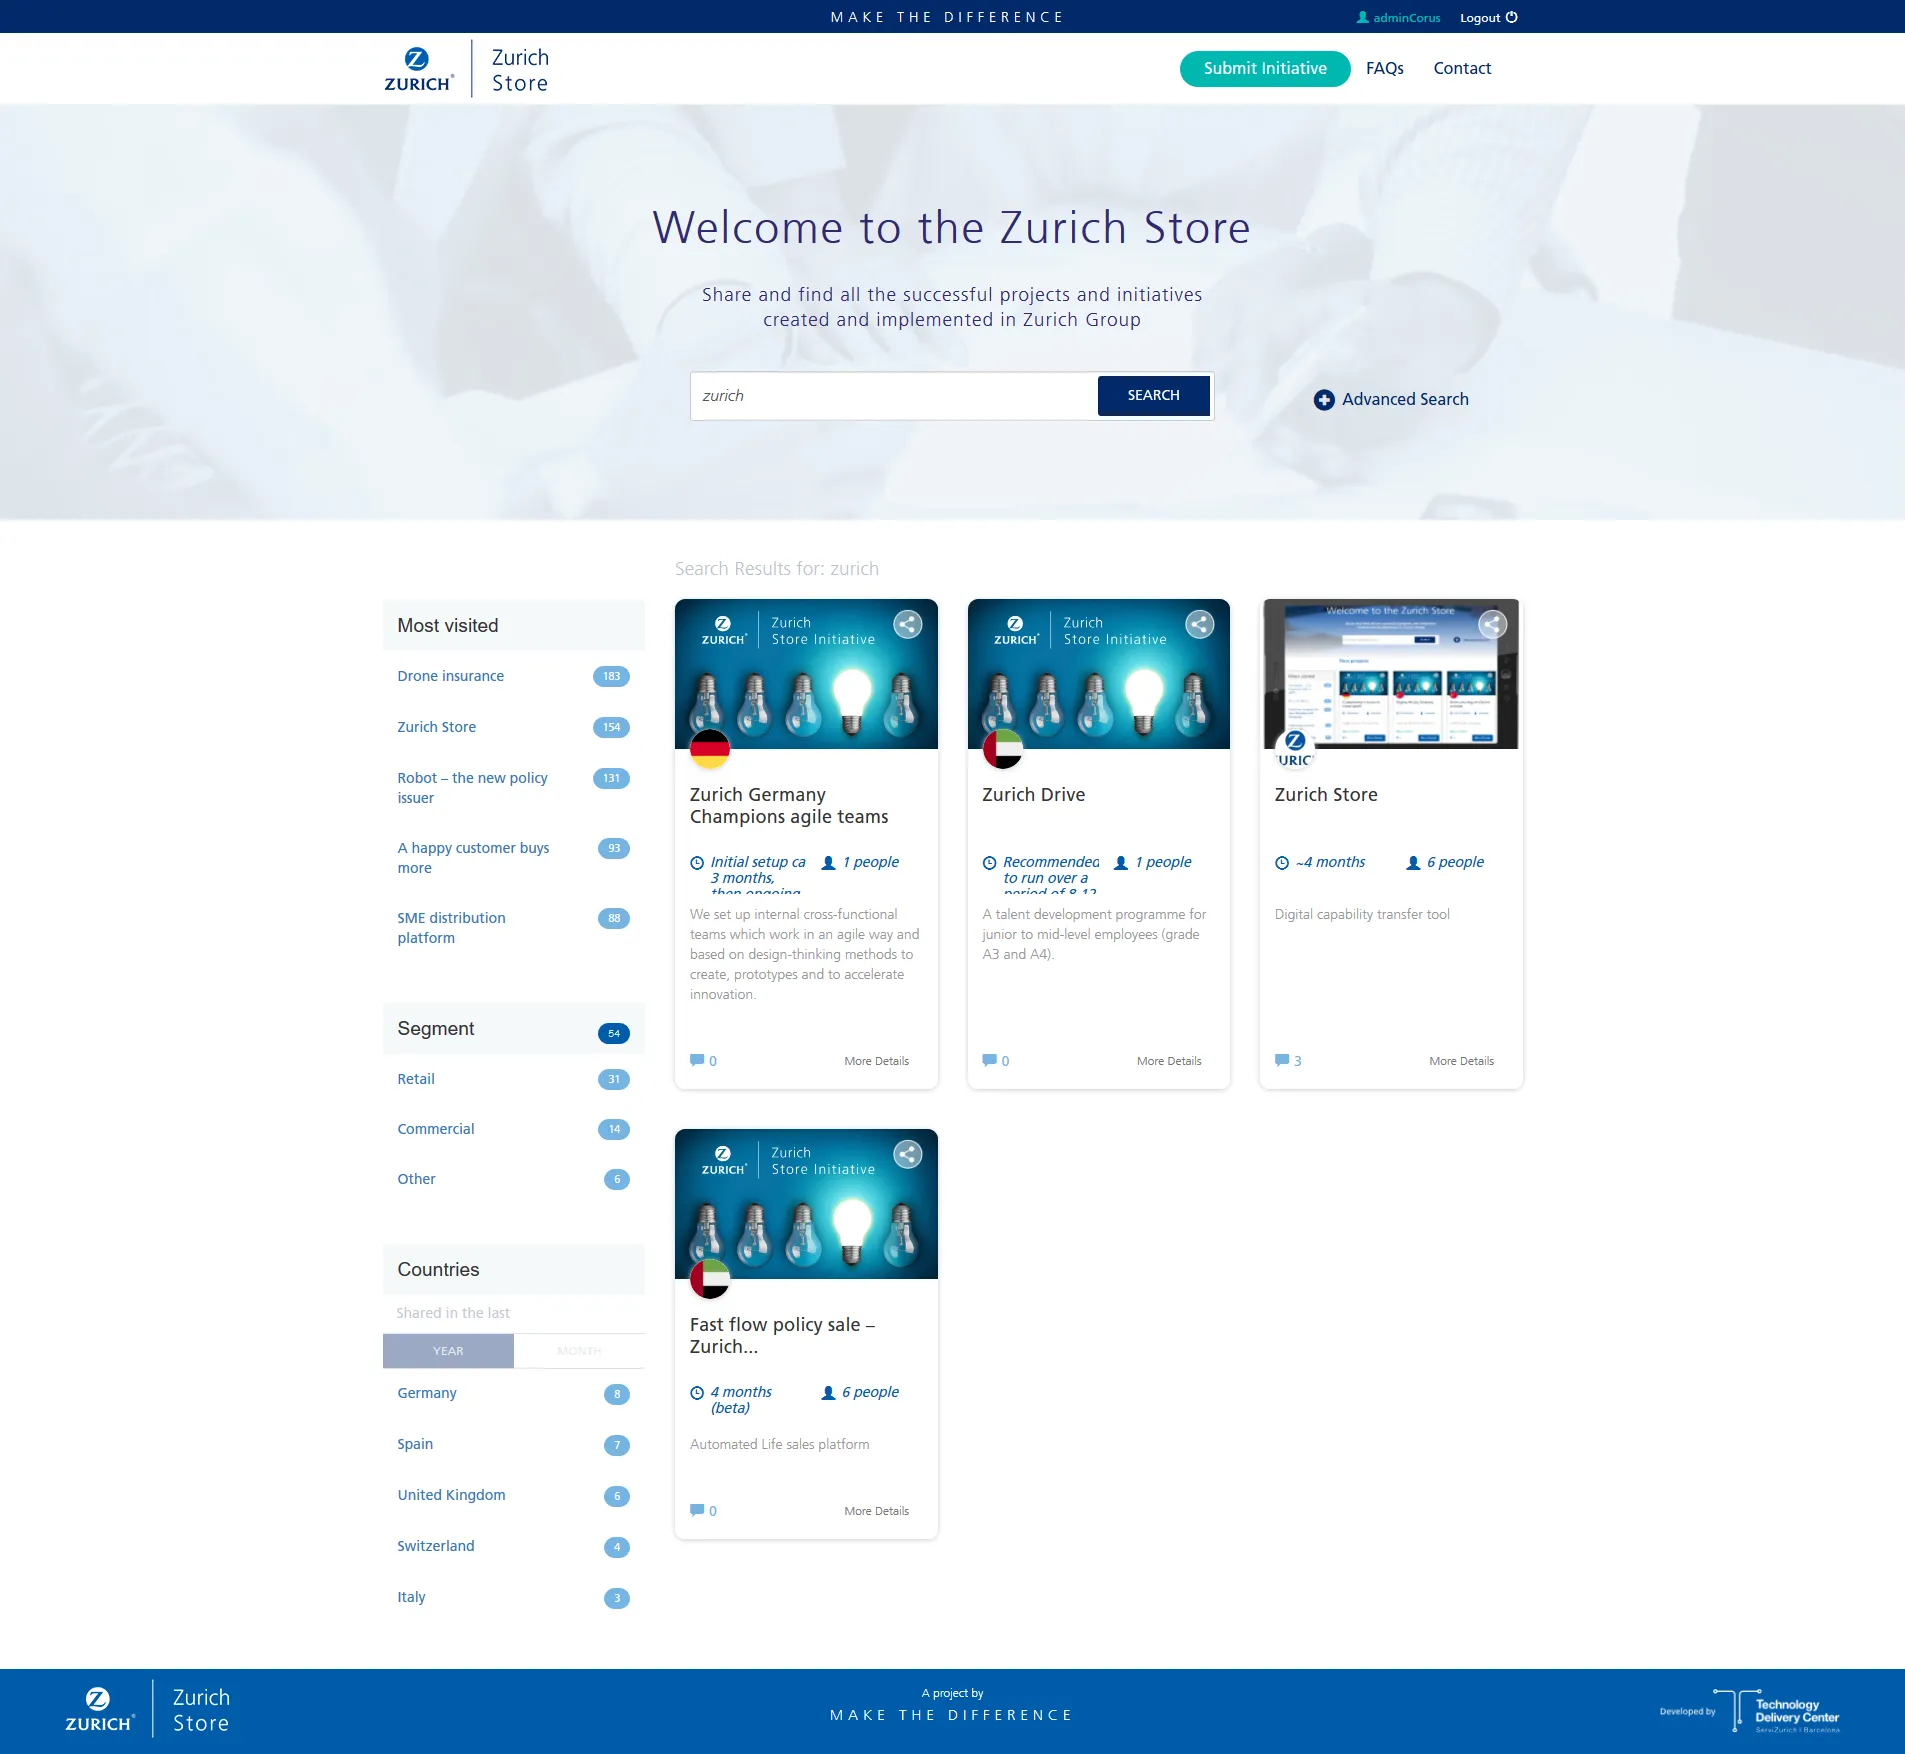 MAKE THE DIFFERENCE
adminCorus
Logout
ZURICH
Zurich
Store
Submit Initiative
FAQs
Contact
Welcome to the Zurich Store
Share and find all the successful projects and initiatives
created and implemented in Zurich Group
zurich
SEARCH
Advanced Search
Search Results for: zurich
Most visited
Drone insurance 183
Zurich Store 154
Robot – the new policy
issuer 131
A happy customer buys
more 93
SME distribution
platform 88
Segment 54
Retail 31
Commercial 14
Other 6
Countries
Shared in the last
YEAR MONTH
Germany 8
Spain 7
United Kingdom 6
Switzerland 4
Italy 3
ZURICH
Zurich
Store Initiative
Zurich Germany
Champions agile teams
Initial setup ca
3 months,
then ongoing
1 people
We set up internal cross-functional
teams which work in an agile way and
based on design-thinking methods to
create, prototypes and to accelerate
innovation.
0 More Details
ZURICH
Zurich
Store Initiative
Zurich Drive
Recommended
to run over a
period of 8-12
1 people
A talent development programme for
junior to mid-level employees (grade
A3 and A4).
0 More Details
Welcome to the Zurich Store
Zurich Store
~4 months
6 people
Digital capability transfer tool
3 More Details
ZURICH
Zurich
Store Initiative
Fast flow policy sale –
Zurich...
4 months
(beta)
6 people
Automated Life sales platform
0 More Details
ZURICH
Zurich
Store
A project by
MAKE THE DIFFERENCE
Developed by
Technology
Delivery Center
ServiZurich | Barcelona